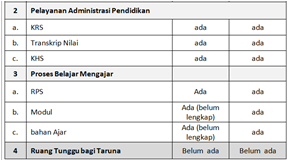 2 Pelayanan Administrasi Pendidikan
a. KRS ada ada
b. Transkrip Nilai ada ada
c. KHS ada ada
3 Proses Belajar Mengajar
a. RPS Ada ada
b. Modul Ada (belum lengkap) ada
c. bahan Ajar Ada (belum lengkap) ada
4 Ruang Tunggu bagi Taruna Belum ada Belum ada